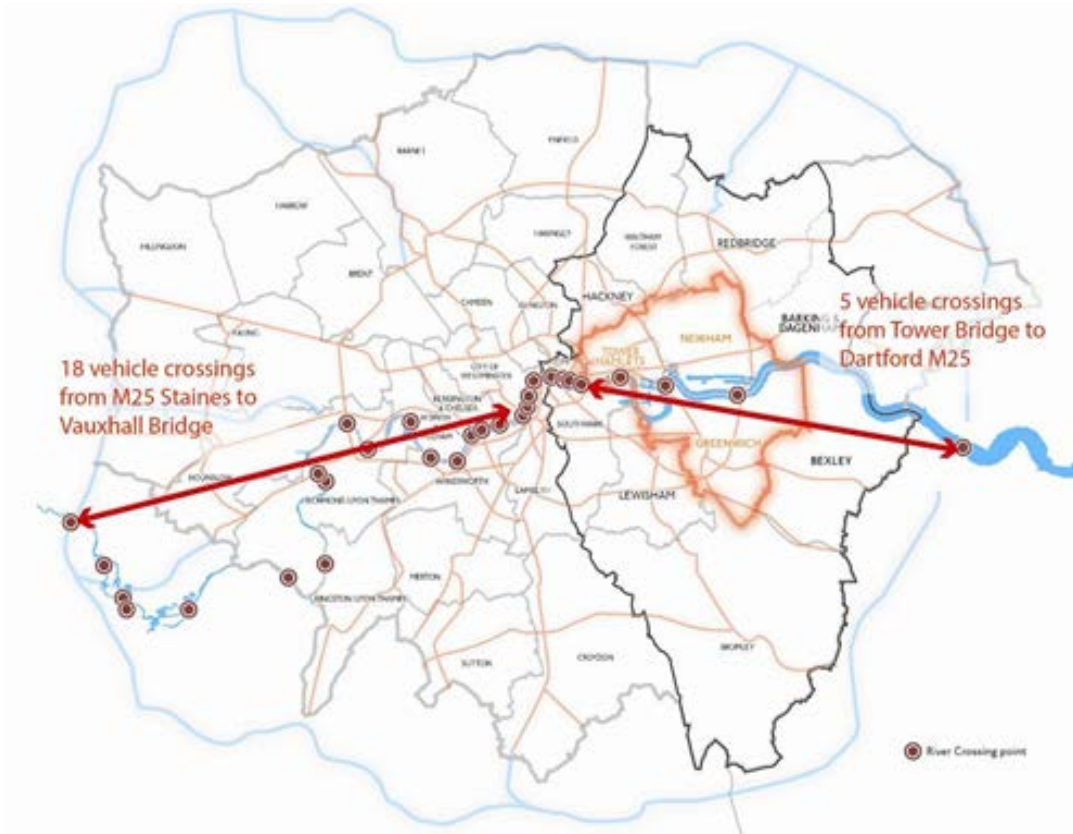 ENFIELD
BARNET
HARROW
HILLINGDON
BRENT
HARINGEY
WALTHAM
FOREST
REDBRIDGE
CAMDEN
ISLINGTON
HACKNEY
5 vehicle crossings
from Tower Bridge to
Dartford M25
BARKING &
DAGENHAM
EALING
TOWER
HAMLETS
NEWHAM
18 vehicle crossings
from M25 Staines to
Vauxhall Bridge
CITY OF
WESTMINSTER
KENSINGTON
& CHELSEA
SOUTHWARK
GREENWICH
HOUNSLOW
BEXLEY
WANDSWORTH
LAMBETH
LEWISHAM
RICHMOND UPON THAMES
MERTON
KINGSTON UPON THAMES
BROMLEY
SUTTON
CROYDON
River Crossing point